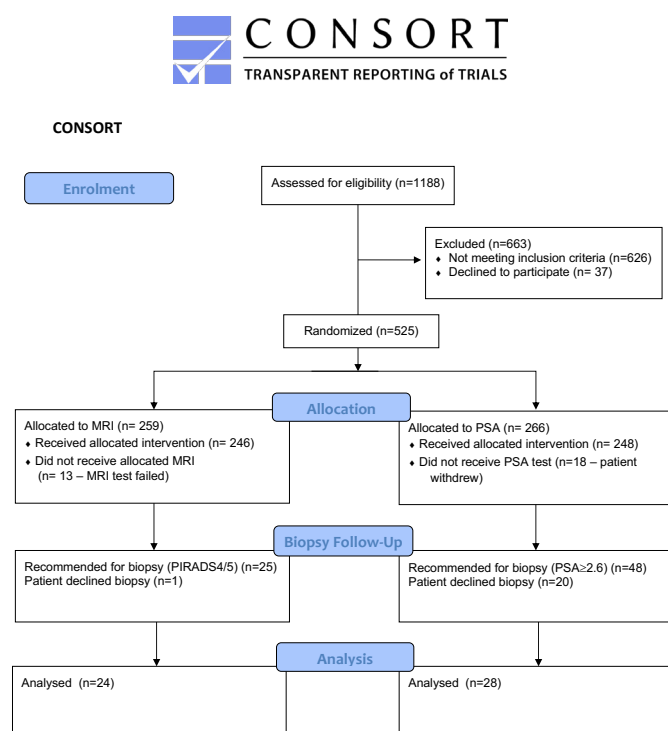 CONSORT
TRANSPARENT REPORTING of TRIALS
CONSORT
Enrolment
Assessed for eligibility (n=1188)
Excluded (n=663)
♦ Not meeting inclusion criteria (n=626)
♦ Declined to participate (n= 37)
Randomized (n=525)
Allocation
Allocated to MRI (n= 259)
♦ Received allocated intervention (n= 246)
♦ Did not receive allocated MRI
(n= 13 – MRI test failed)
Allocated to PSA (n= 266)
♦ Received allocated intervention (n= 248)
♦ Did not receive PSA test (n=18 – patient
withdrew)
Biopsy Follow-Up
Recommended for biopsy (PIRADS4/5) (n=25)
Patient declined biopsy (n=1)
Recommended for biopsy (PSA≥2.6) (n=48)
Patient declined biopsy (n=20)
Analysis
Analysed (n=24)
Analysed (n=28)